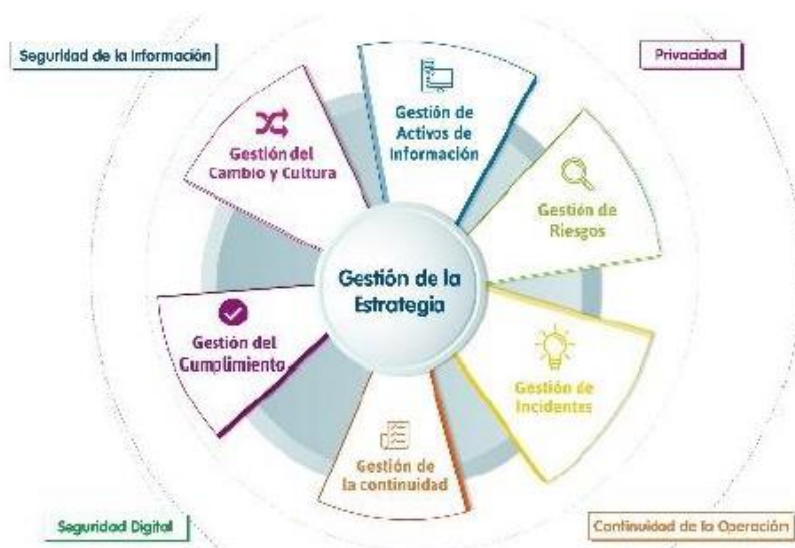 Seguridad de la Información
Privacidad
Gestión de
Activos de
Información
Gestión del
Cambio y Cultura
Gestión de
Riesgos
Gestión de la
Estrategia
Gestión del
Cumplimiento
Gestión de
Incidentes
Gestión de
la continuidad
Seguridad Digital
Continuidad de la Operación